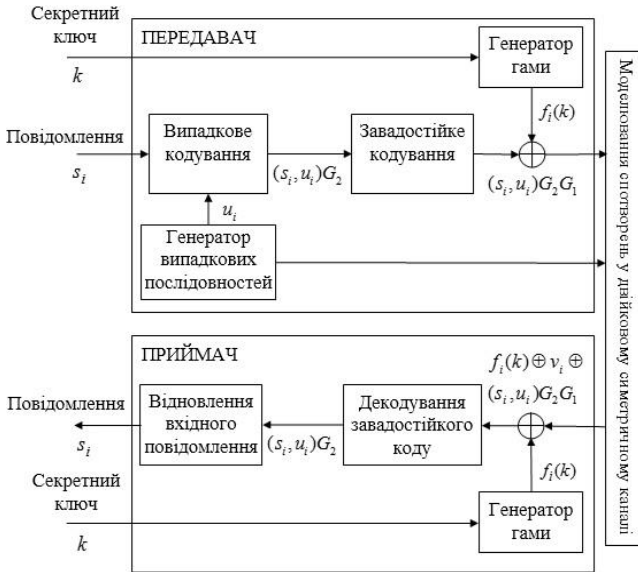 Секретний
ключ
k
ПЕРЕДАВАЧ
Генератор
гами
f_i(k)
Повідомлення
s_i
Випадкове
кодування
(s_i, u_i)G_2
Завадостійке
кодування
(s_i, u_i)G_2G_1
u_i
Генератор
випадкових
послідовностей
Моделювання спотворень у двійковому симетричному каналі
ПРИЙМАЧ
f_i(k) ⊕ v_i ⊕
(s_i, u_i)G_2G_1
Повідомлення
s_i
Відновлення
вхідного
повідомлення
(s_i, u_i)G_2
Декодування
завадостійкого
коду
f_i(k)
Секретний
ключ
k
Генератор
гами